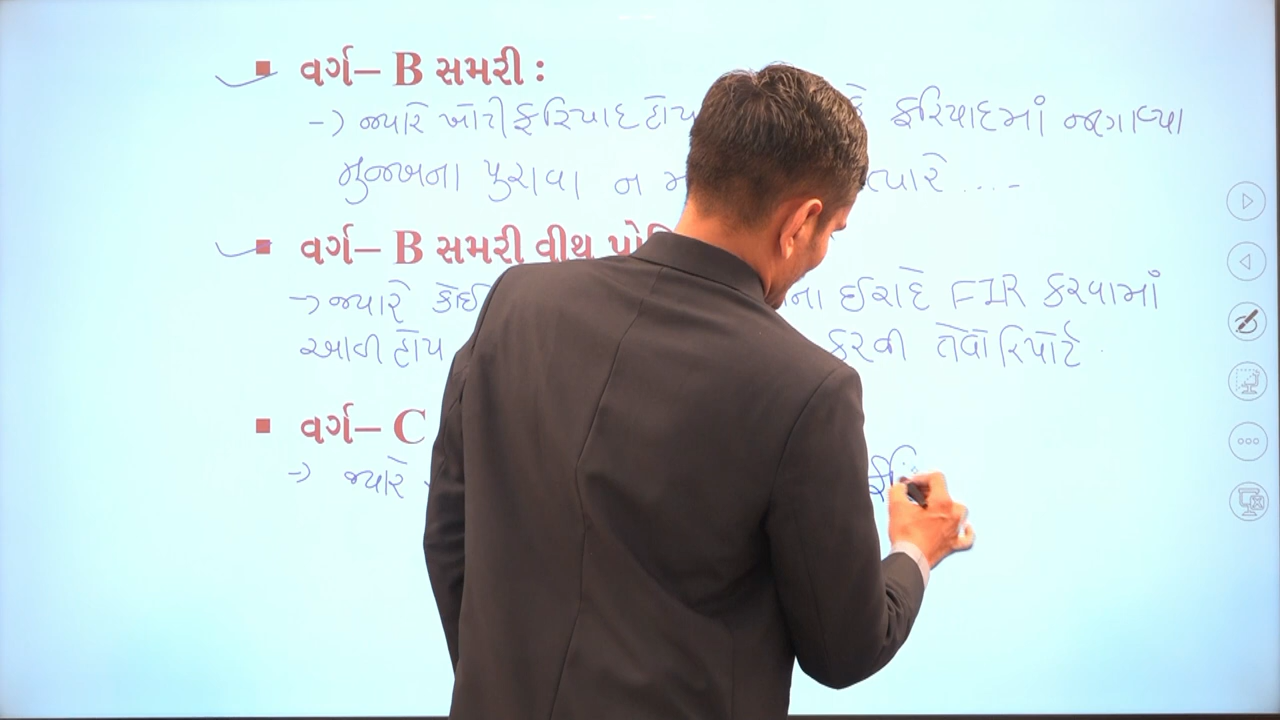 વર્ગ– B સમરી :
-> જ્યારે ખોટી ફરિયાદ હોય ફરિયાદમાં જણાવ્યા
મુજબના પુરાવા ન ત્યારે ....-
વર્ગ– B સમરી વીથ
-> જ્યારે કોઈ ઈરાદે FIR કરવામાં
આવી હોય કરવી તેવો રિપોર્ટ
વર્ગ– C
-> જ્યારે